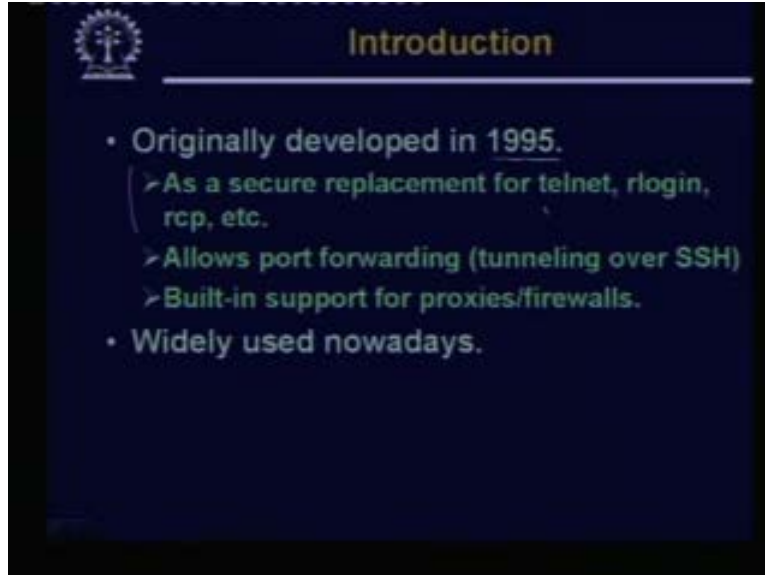 Introduction
• Originally developed in 1995.
➢As a secure replacement for telnet, rlogin,
rcp, etc.
➢Allows port forwarding (tunneling over SSH)
➢Built-in support for proxies/firewalls.
• Widely used nowadays.